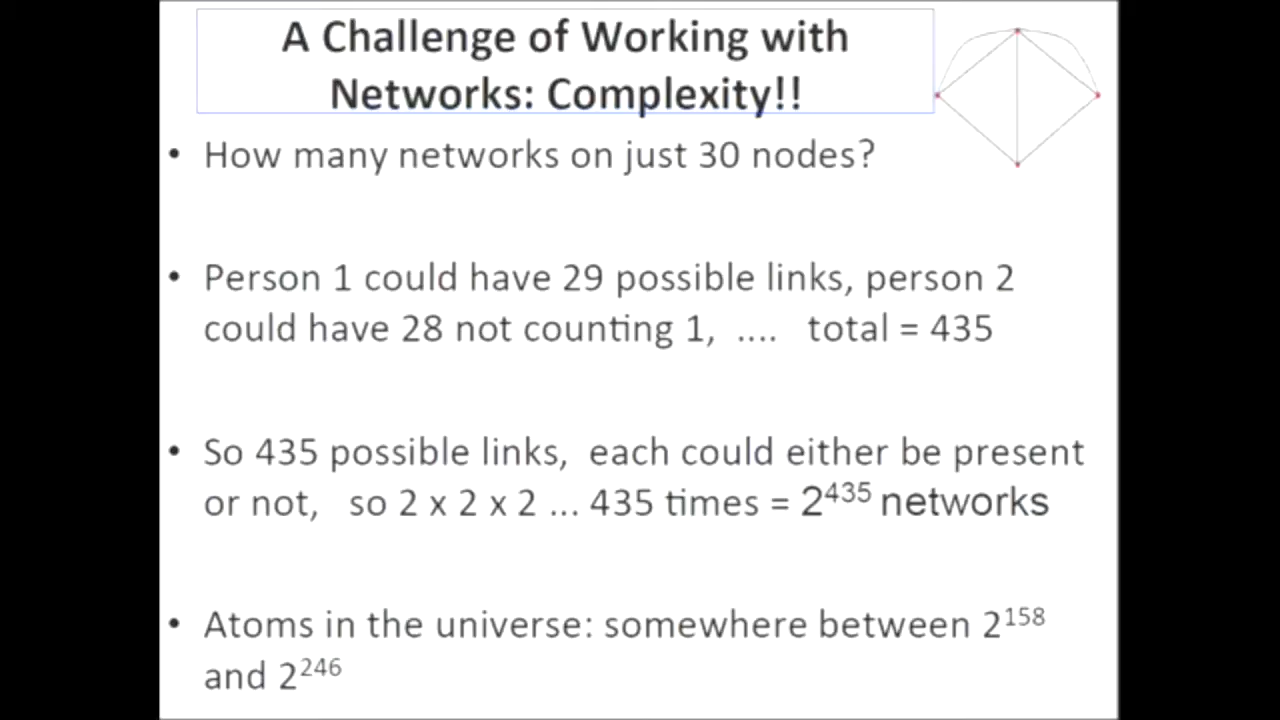 A Challenge of Working with
Networks: Complexity!!
• How many networks on just 30 nodes?
• Person 1 could have 29 possible links, person 2
could have 28 not counting 1, .... total = 435
• So 435 possible links, each could either be present
or not, so 2 x 2 x 2 ... 435 times = 2⁴³⁵ networks
• Atoms in the universe: somewhere between 2¹⁵⁸
and 2²⁴⁶